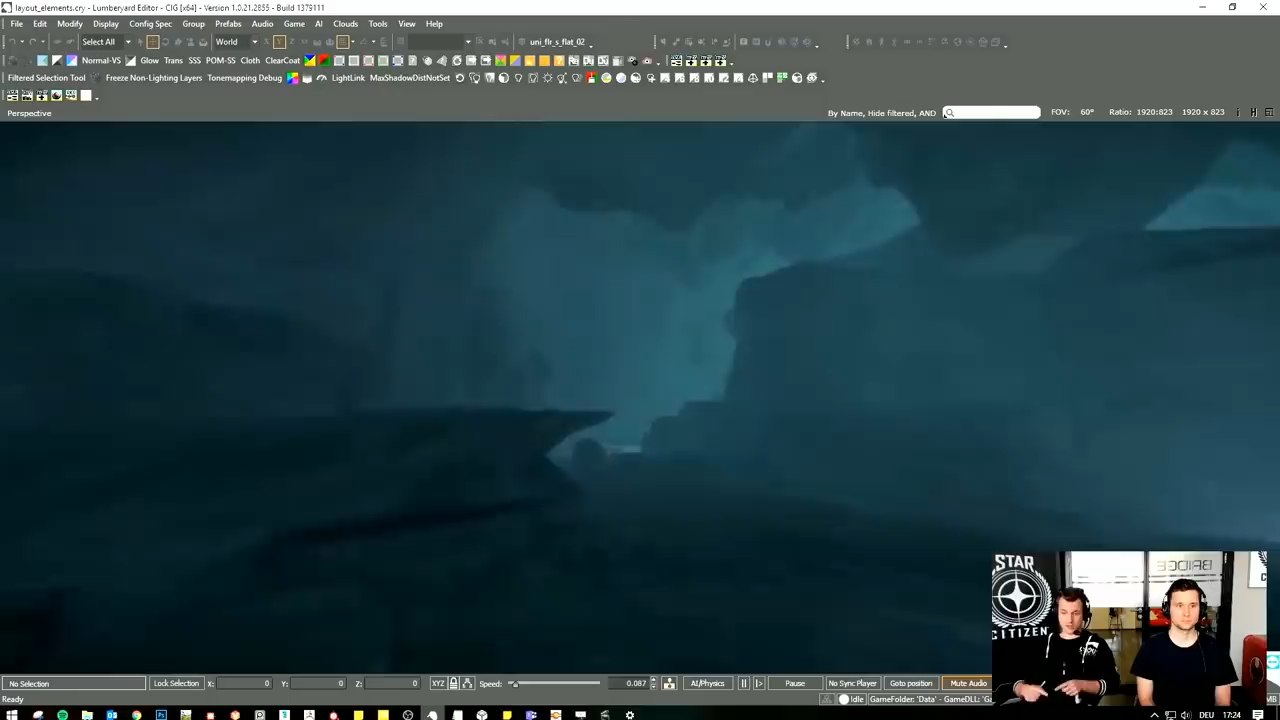 layout_elements.cry - Lumberyard Editor - CIG [x64] - Version 1.0.21.2855 - Build 1379111
File Edit Modify Display Config Spec Group Prefabs Audio Game AI Clouds Tools View Help
Select All World uni_flr_s_flat_02
Normal-VS Glow Trans SSS POM-SS Cloth ClearCoat
Filtered Selection Tool Freeze Non-Lighting Layers Tonemapping Debug LightLink MaxShadowDistNotSet
Perspective By Name, Hide filtered, AND FOV: 60° Ratio: 1920:823 1920 x 823
STAR
CITIZEN
BRIDGE
No Selection Lock Selection X: 0 Y: 0 Z: 0 XYZ Speed: 0.087 AI/Physics Pause No Sync Player Goto position Mute Audio
Ready Idle GameFolder: 'Data' - GameDLL: 'Ga MB
DEU 17:24